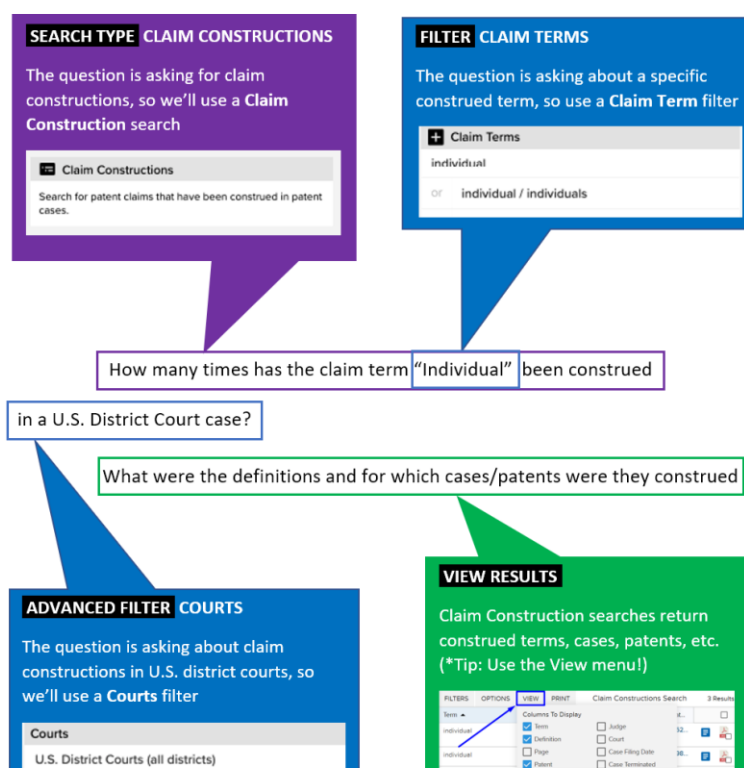 SEARCH TYPE CLAIM CONSTRUCTIONS
The question is asking for claim
constructions, so we'll use a Claim
Construction search
Claim Constructions
Search for patent claims that have been construed in patent
cases.
FILTER CLAIM TERMS
The question is asking about a specific
construed term, so use a Claim Term filter
Claim Terms
individual
or individual / individuals
How many times has the claim term "Individual" been construed
in a U.S. District Court case?
What were the definitions and for which cases/patents were they construed
ADVANCED FILTER COURTS
The question is asking about claim
constructions in U.S. district courts, so
we'll use a Courts filter
Courts
U.S. District Courts (all districts)
VIEW RESULTS
Claim Construction searches return
construed terms, cases, patents, etc.
(*Tip: Use the View menu!)
FILTERS OPTIONS VIEW PRINT Claim Constructions Search 3 Results
Term Columns To Display
individual Term Judge
Definition Court
individual Page Case Filing Date
Patent Case Terminated